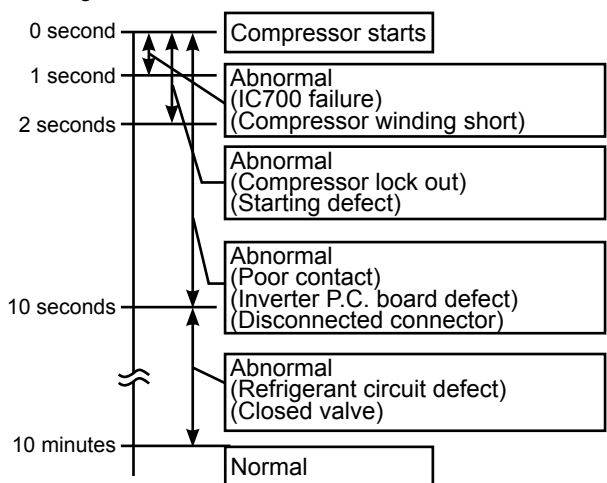 0 second
Compressor starts
1 second
Abnormal
(IC700 failure)
(Compressor winding short)
2 seconds
Abnormal
(Compressor lock out)
(Starting defect)
Abnormal
(Poor contact)
(Inverter P.C. board defect)
(Disconnected connector)
10 seconds
Abnormal
(Refrigerant circuit defect)
(Closed valve)
10 minutes
Normal